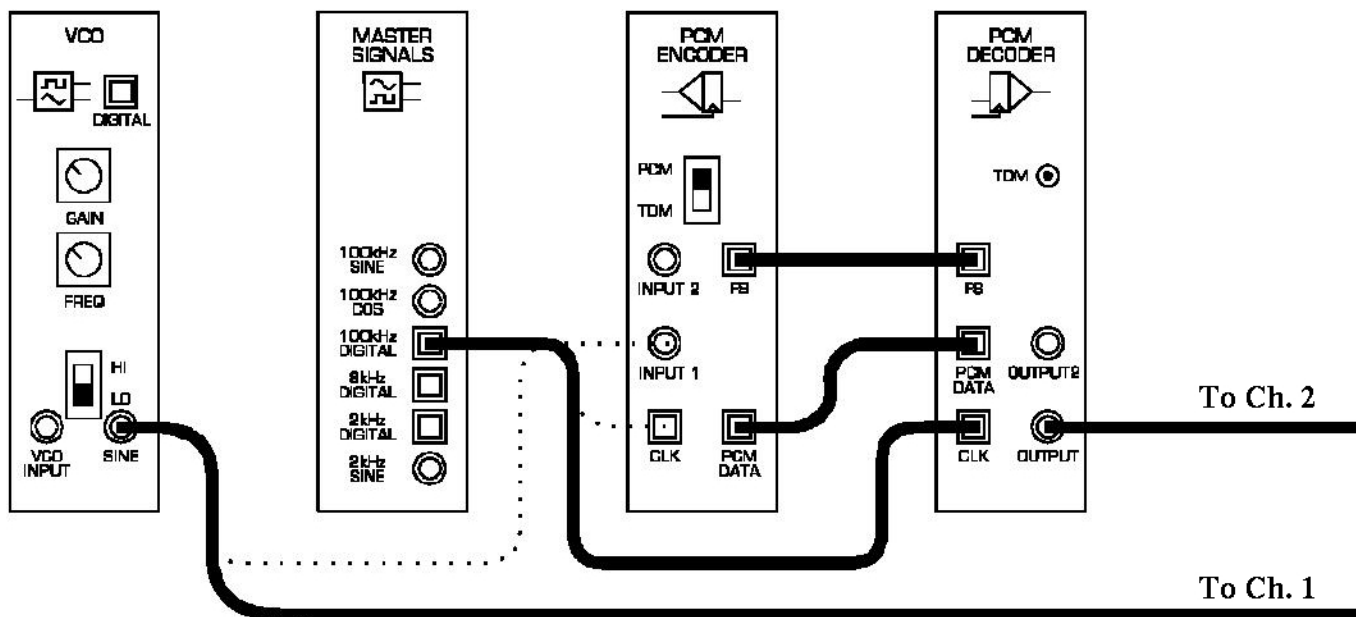 VCO
DIGITAL
GAIN
FREQ
HI
LO
VCO
INPUT
SINE
MASTER
SIGNALS
100kHz
SINE
100kHz
COS
100kHz
DIGITAL
8kHz
DIGITAL
2kHz
DIGITAL
2kHz
SINE
PCM
ENCODER
PCM
TDM
INPUT 2
FS
INPUT 1
CLK
PCM
DATA
PCM
DECODER
TDM
FS
PCM
DATA
OUTPUT2
CLK
OUTPUT
To Ch. 2
To Ch. 1